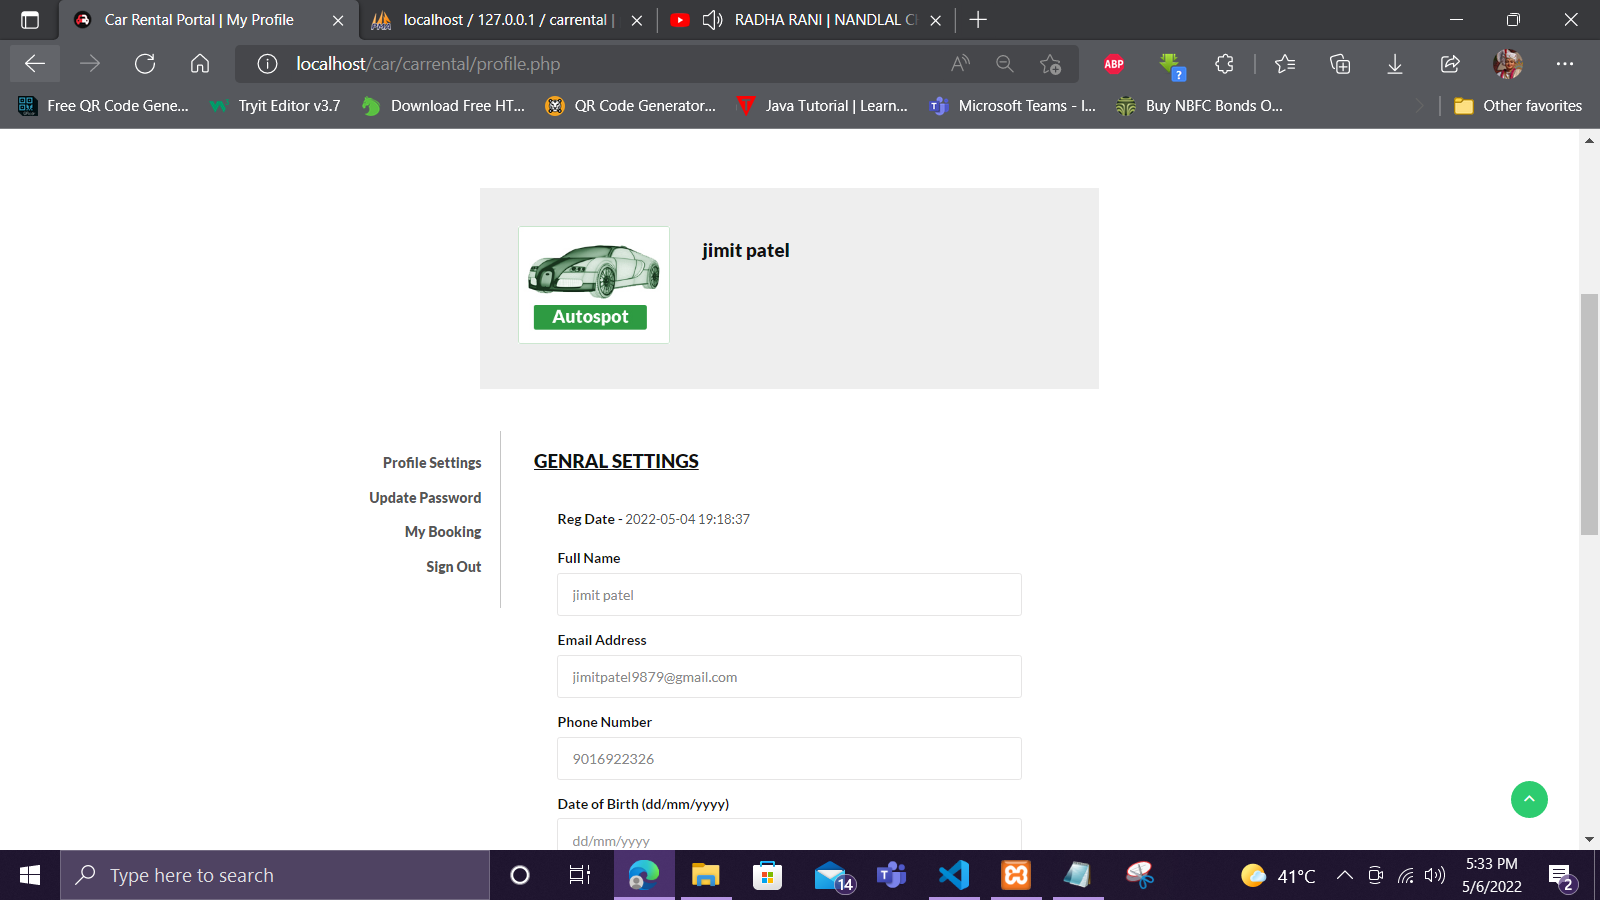 Car Rental Portal | My Profile
localhost / 127.0.0.1 / carrental |
RADHA RANI | NANDLAL C
localhost/car/carrental/profile.php
ABP
?
Free QR Code Gene...
Tryit Editor v3.7
Download Free HT...
QR Code Generator...
Java Tutorial | Learn...
Microsoft Teams - I...
Buy NBFC Bonds O...
Other favorites
Autospot
jimit patel
Profile Settings
Update Password
My Booking
Sign Out
GENRAL SETTINGS
Reg Date - 2022-05-04 19:18:37
Full Name
jimit patel
Email Address
jimitpatel9879@gmail.com
Phone Number
9016922326
Date of Birth (dd/mm/yyyy)
dd/mm/yyyy
Type here to search
14
41°C
5:33 PM
5/6/2022
2